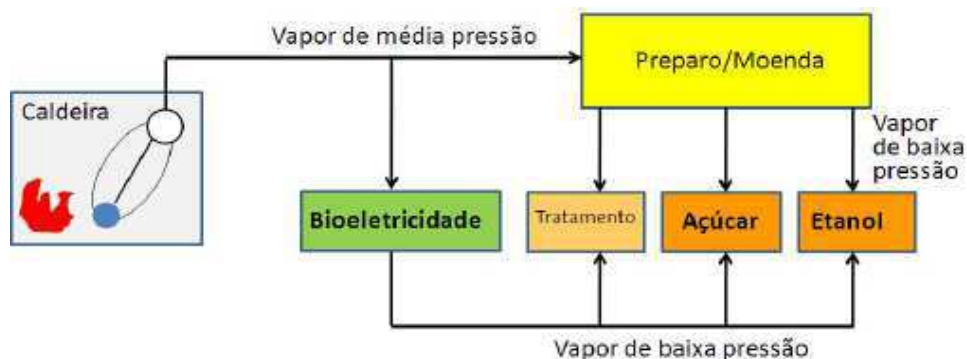 Vapor de média pressão
Preparo/Moenda
Caldeira
Vapor
de baixa
pressão
Bioeletricidade
Tratamento
Açúcar
Etanol
Vapor de baixa pressão